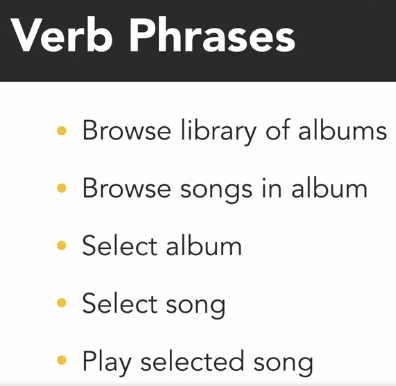 Verb Phrases
• Browse library of albums
• Browse songs in album
• Select album
• Select song
• Play selected song